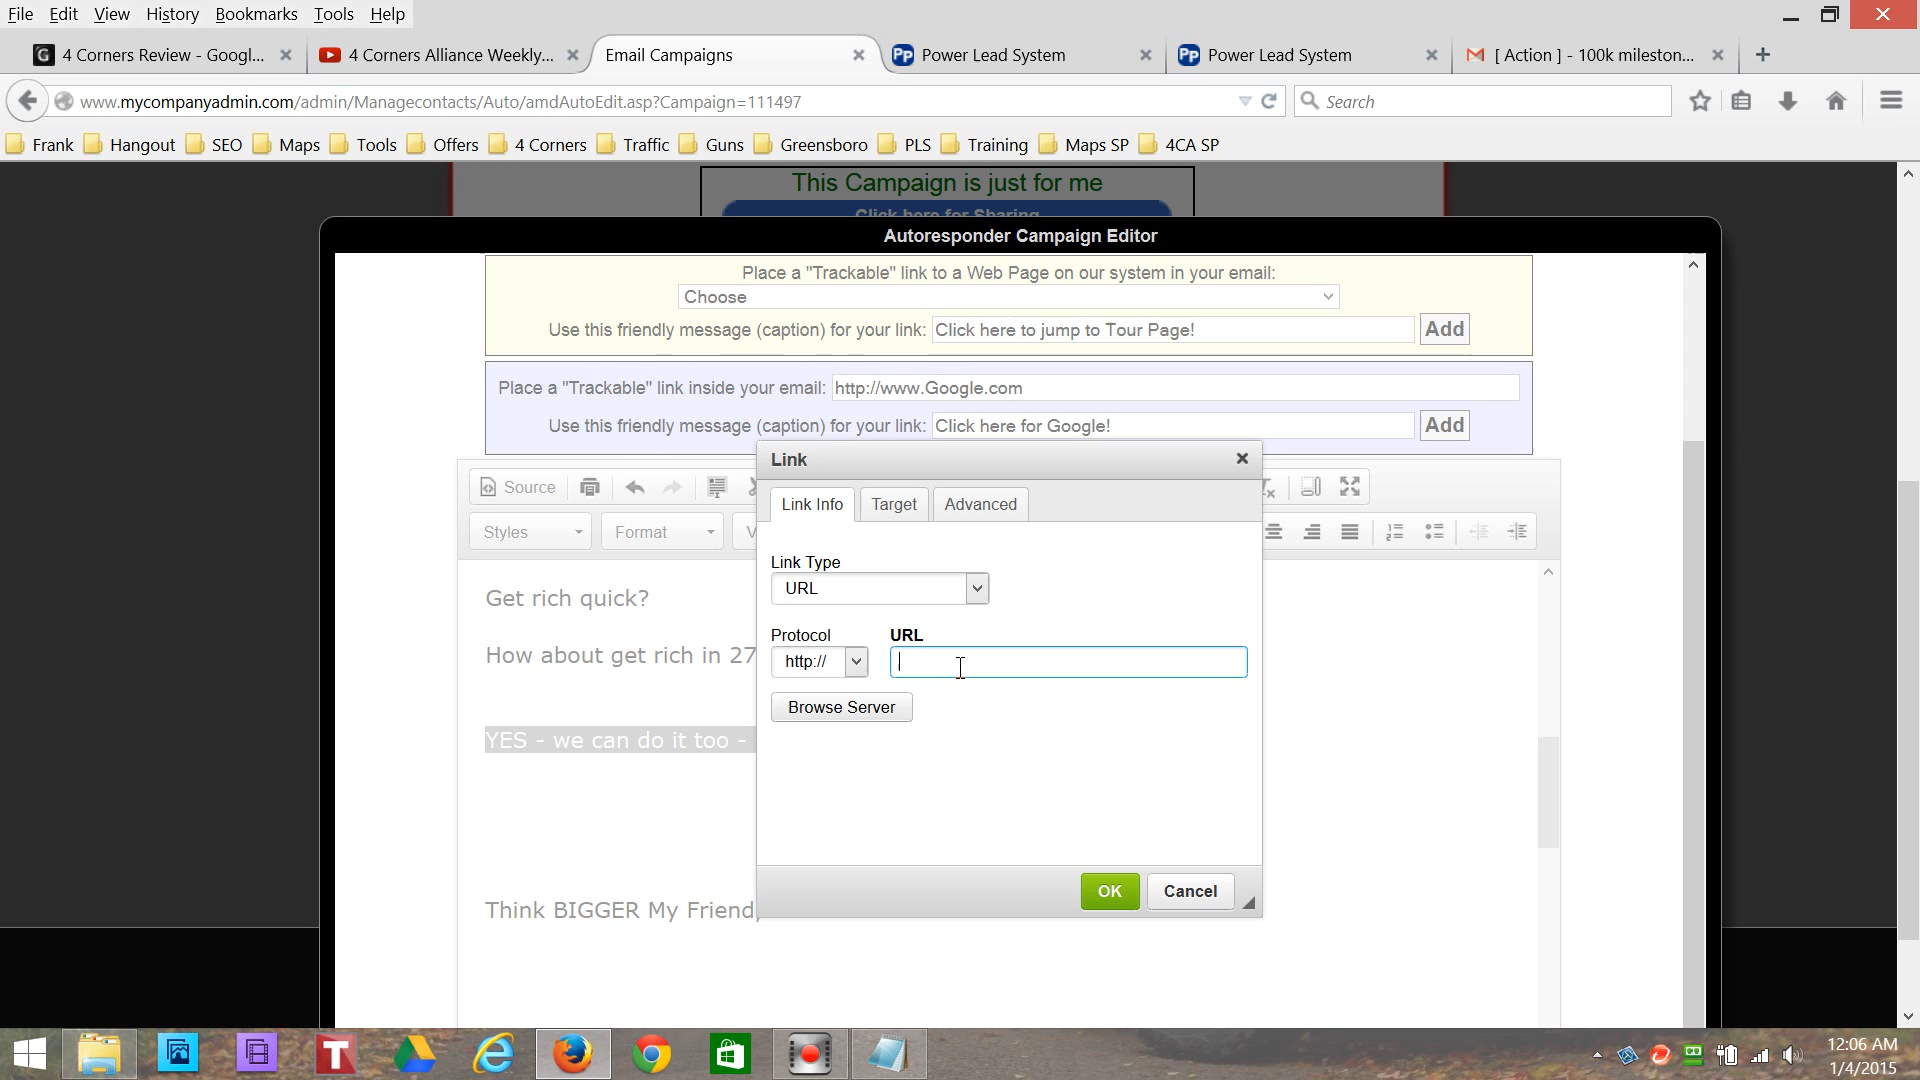 File Edit View History Bookmarks Tools Help
4 Corners Review - Googl... 4 Corners Alliance Weekly... Email Campaigns Power Lead System Power Lead System [ Action ] - 100k mileston...
www.mycompanyadmin.com/admin/Managecontacts/Auto/amdAutoEdit.asp?Campaign=111497 Search
Frank Hangout SEO Maps Tools Offers 4 Corners Traffic Guns Greensboro PLS Training Maps SP 4CA SP
This Campaign is just for me
Click here for Sharing
Autoresponder Campaign Editor
Place a "Trackable" link to a Web Page on our system in your email:
Choose
Use this friendly message (caption) for your link: Click here to jump to Tour Page! Add
Place a "Trackable" link inside your email: http://www.Google.com
Use this friendly message (caption) for your link: Click here for Google! Add
Link
Source
Link Info Target Advanced
Styles Format
Link Type
URL
Get rich quick?
Protocol URL
How about get rich in 27
http://
Browse Server
YES - we can do it too -
OK Cancel
Think BIGGER My Friend,
12:06 AM
1/4/2015